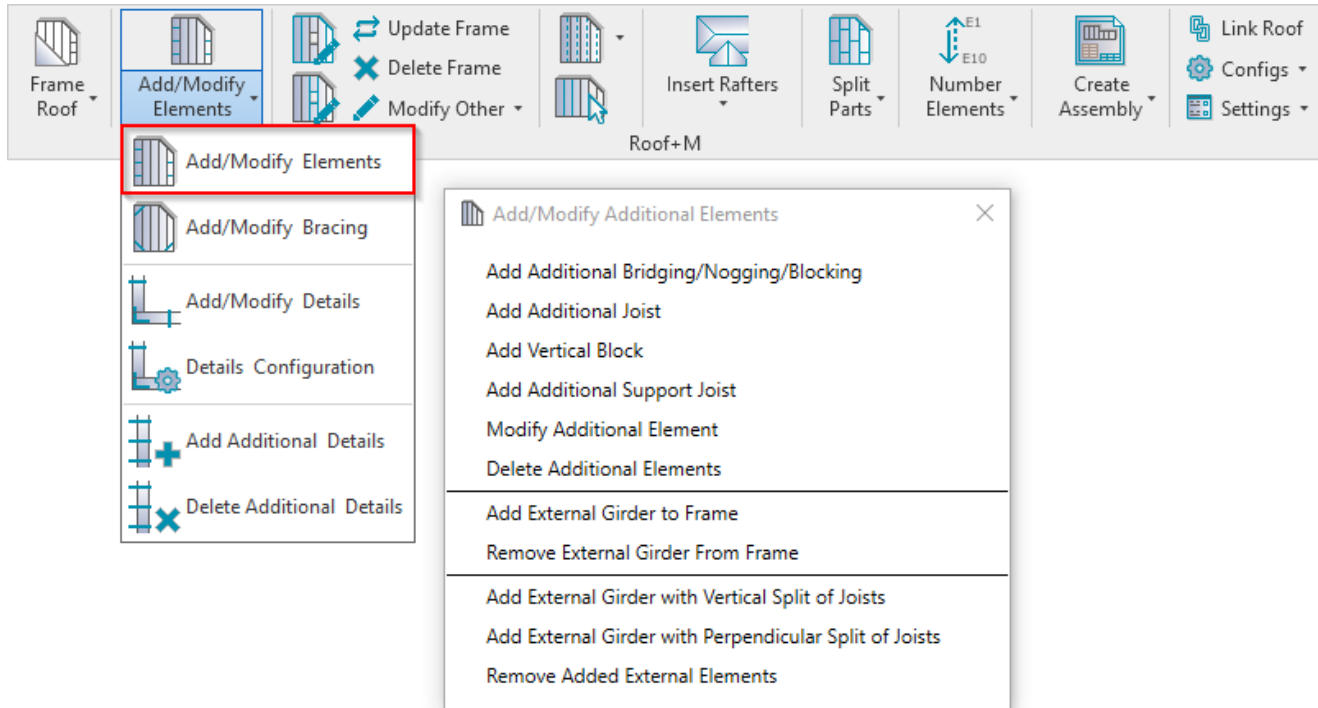 Frame
Roof
Add/Modify
Elements
Update Frame
Delete Frame
Modify Other
Insert Rafters
Split
Parts
E1
E10
Number
Elements
Create
Assembly
Link Roof
Configs
Settings
Roof+M
Add/Modify Elements
Add/Modify Bracing
Add/Modify Details
Details Configuration
Add Additional Details
Delete Additional Details
Add/Modify Additional Elements
Add Additional Bridging/Nogging/Blocking
Add Additional Joist
Add Vertical Block
Add Additional Support Joist
Modify Additional Element
Delete Additional Elements
Add External Girder to Frame
Remove External Girder From Frame
Add External Girder with Vertical Split of Joists
Add External Girder with Perpendicular Split of Joists
Remove Added External Elements